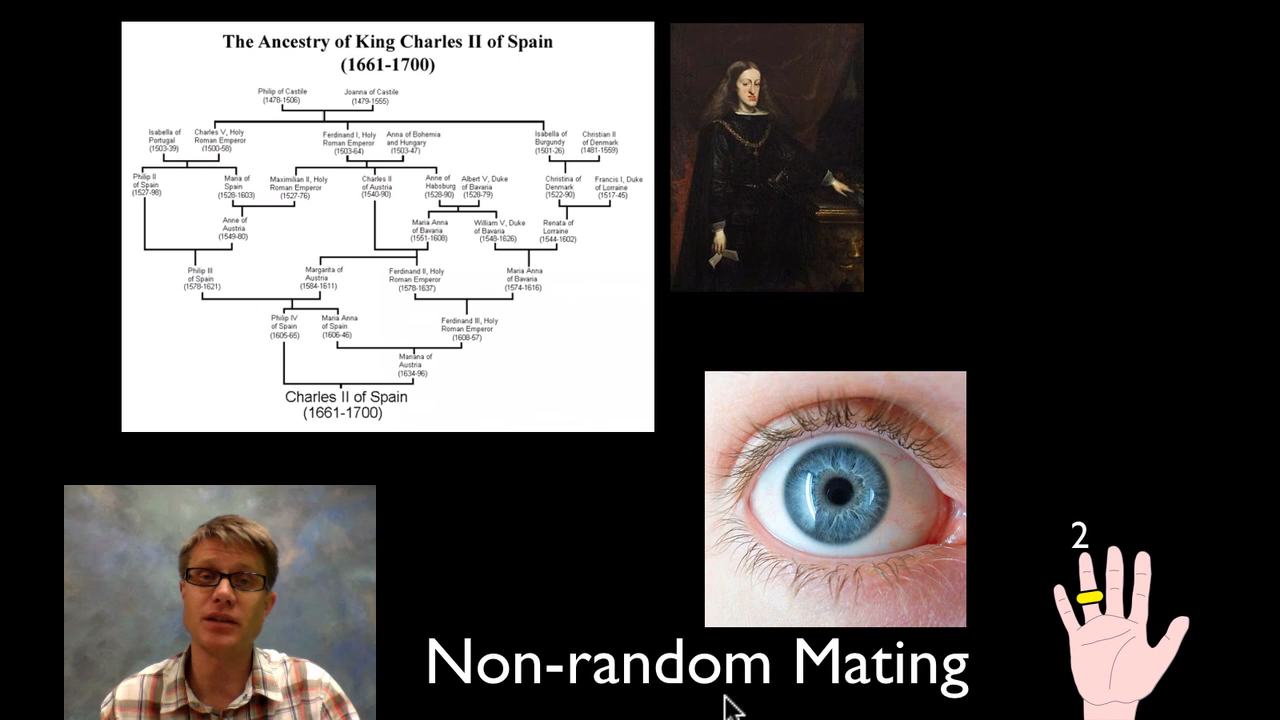 The Ancestry of King Charles II of Spain
(1661-1700)
Philip of Castile
(1478-1506)
Joanna of Castile
(1479-1555)
Isabella of
Portugal
(1503-39)
Charles V, Holy
Roman Emperor
(1500-58)
Ferdinand I, Holy
Roman Emperor
(1503-64)
Anna of Bohemia
and Hungary
(1503-47)
Isabella of
Burgundy
(1501-26)
Christian II
of Denmark
(1481-1559)
Philip II
of Spain
(1527-98)
Maria of
Spain
(1528-1603)
Maximilian II, Holy
Roman Emperor
(1527-76)
Charles II
of Austria
(1540-90)
Anne of
Habsburg
(1528-90)
Albert V, Duke
of Bavaria
(1528-79)
Christina of
Denmark
(1522-90)
Francis I, Duke
of Lorraine
(1517-45)
Anne of
Austria
(1549-80)
Maria Anna
of Bavaria
(1551-1608)
William V, Duke
of Bavaria
(1548-1626)
Renata of
Lorraine
(1544-1602)
Philip III
of Spain
(1578-1621)
Margarita of
Austria
(1584-1611)
Ferdinand II, Holy
Roman Emperor
(1578-1637)
Maria Anna
of Bavaria
(1574-1616)
Philip IV
of Spain
(1605-65)
Maria Anna
of Spain
(1606-46)
Ferdinand III, Holy
Roman Emperor
(1608-57)
Mariana of
Austria
(1634-96)
Charles II of Spain
(1661-1700)
2
Non-random Mating